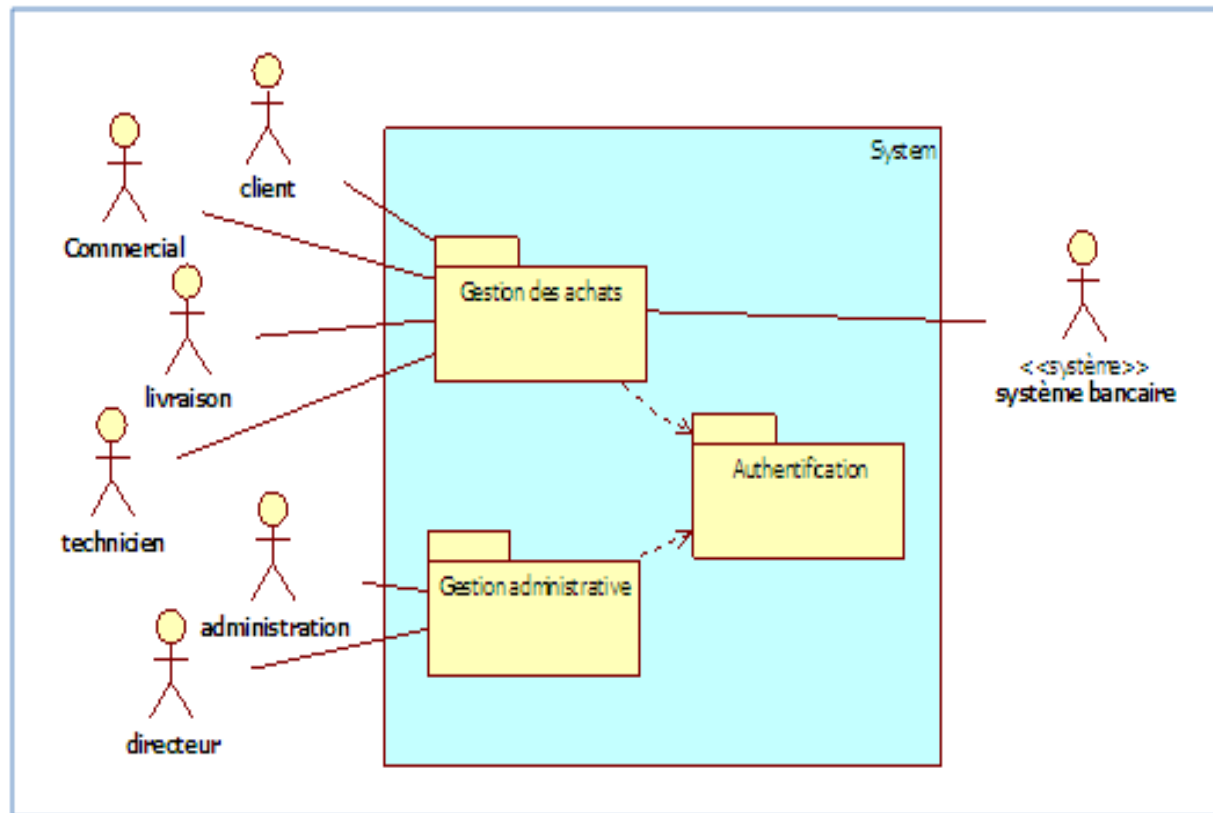 System
client
Commercial
Gestion des achats
livraison
<<système>>
système bancaire
Authentification
technicien
Gestion administrative
administration
directeur